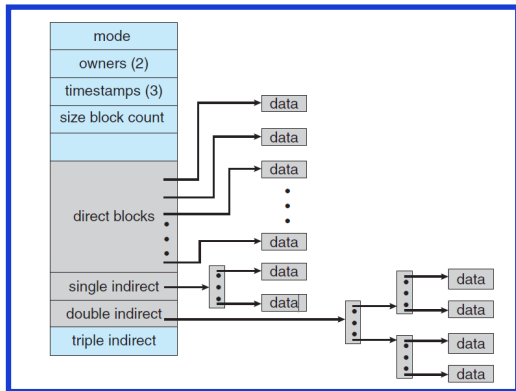 mode
owners (2)
timestamps (3)
size block count
direct blocks
single indirect
double indirect
triple indirect
data
data
data
data
data
data
data
data
data
data